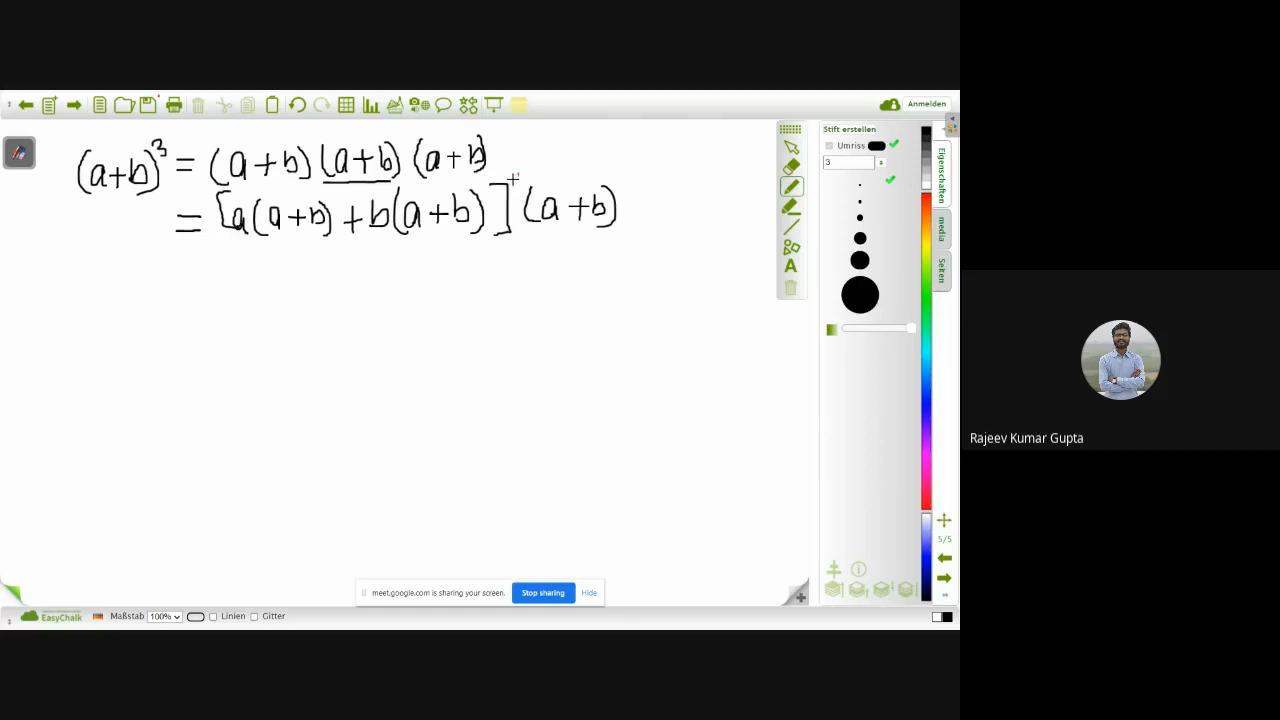 Anmelden
Stift erstellen
Umriss
3
Eigenschaften
media
Seiten
(a+b)³ = (a+b) (a+b) (a+b)
= [a(a+b) + b(a+b)] (a+b)
Rajeev Kumar Gupta
5/5
meet.google.com is sharing your screen. Stop sharing Hide
EasyChalk Maßstab 100% Linien Gitter